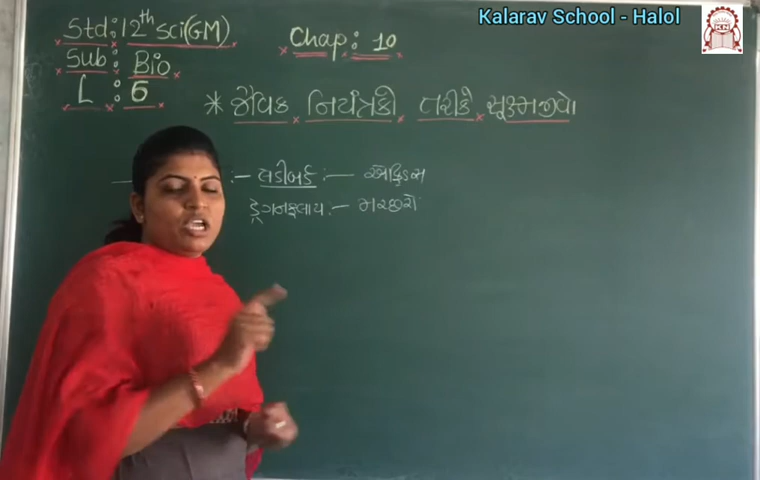 Kalarav School - Halol
KN
Std: 12th sci(GM)
Chap: 10
Sub: Bio
L : 6
* જૈવિક નિયંત્રકો તરીકે સૂક્ષ્મજીવો
:- લેડીબર્ડ :— એફિડ્સ
ડ્રેગનફ્લાય :- મચ્છરો